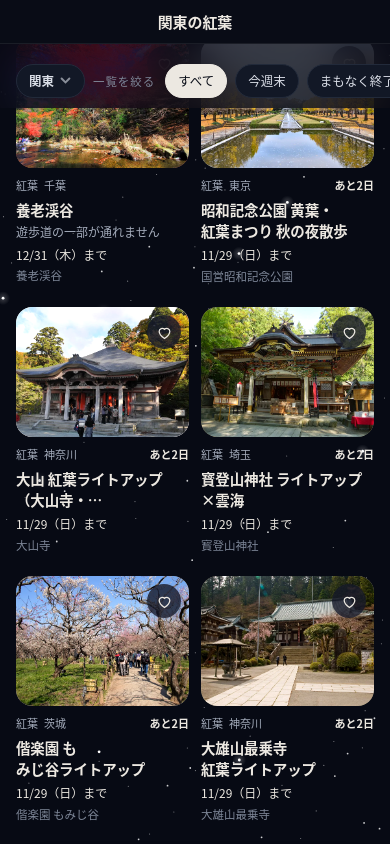 関東の紅葉
関東
一覧を絞る
すべて
今週末
まもなく終了
紅葉 千葉
養老渓谷
遊歩道の一部が通れません
12/31（木）まで
養老渓谷
紅葉 東京
あと2日
昭和記念公園 黄葉・
紅葉まつり 秋の夜散歩
11/29（日）まで
国営昭和記念公園
紅葉 神奈川
あと2日
大山 紅葉ライトアップ
（大山寺・…
11/29（日）まで
大山寺
紅葉 埼玉
あと2日
寶登山神社 ライトアップ
×雲海
11/29（日）まで
寶登山神社
紅葉 茨城
あと2日
偕楽園 も
みじ谷ライトアップ
11/29（日）まで
偕楽園 もみじ谷
紅葉 神奈川
あと2日
大雄山最乗寺
紅葉ライトアップ
11/29（日）まで
大雄山最乗寺